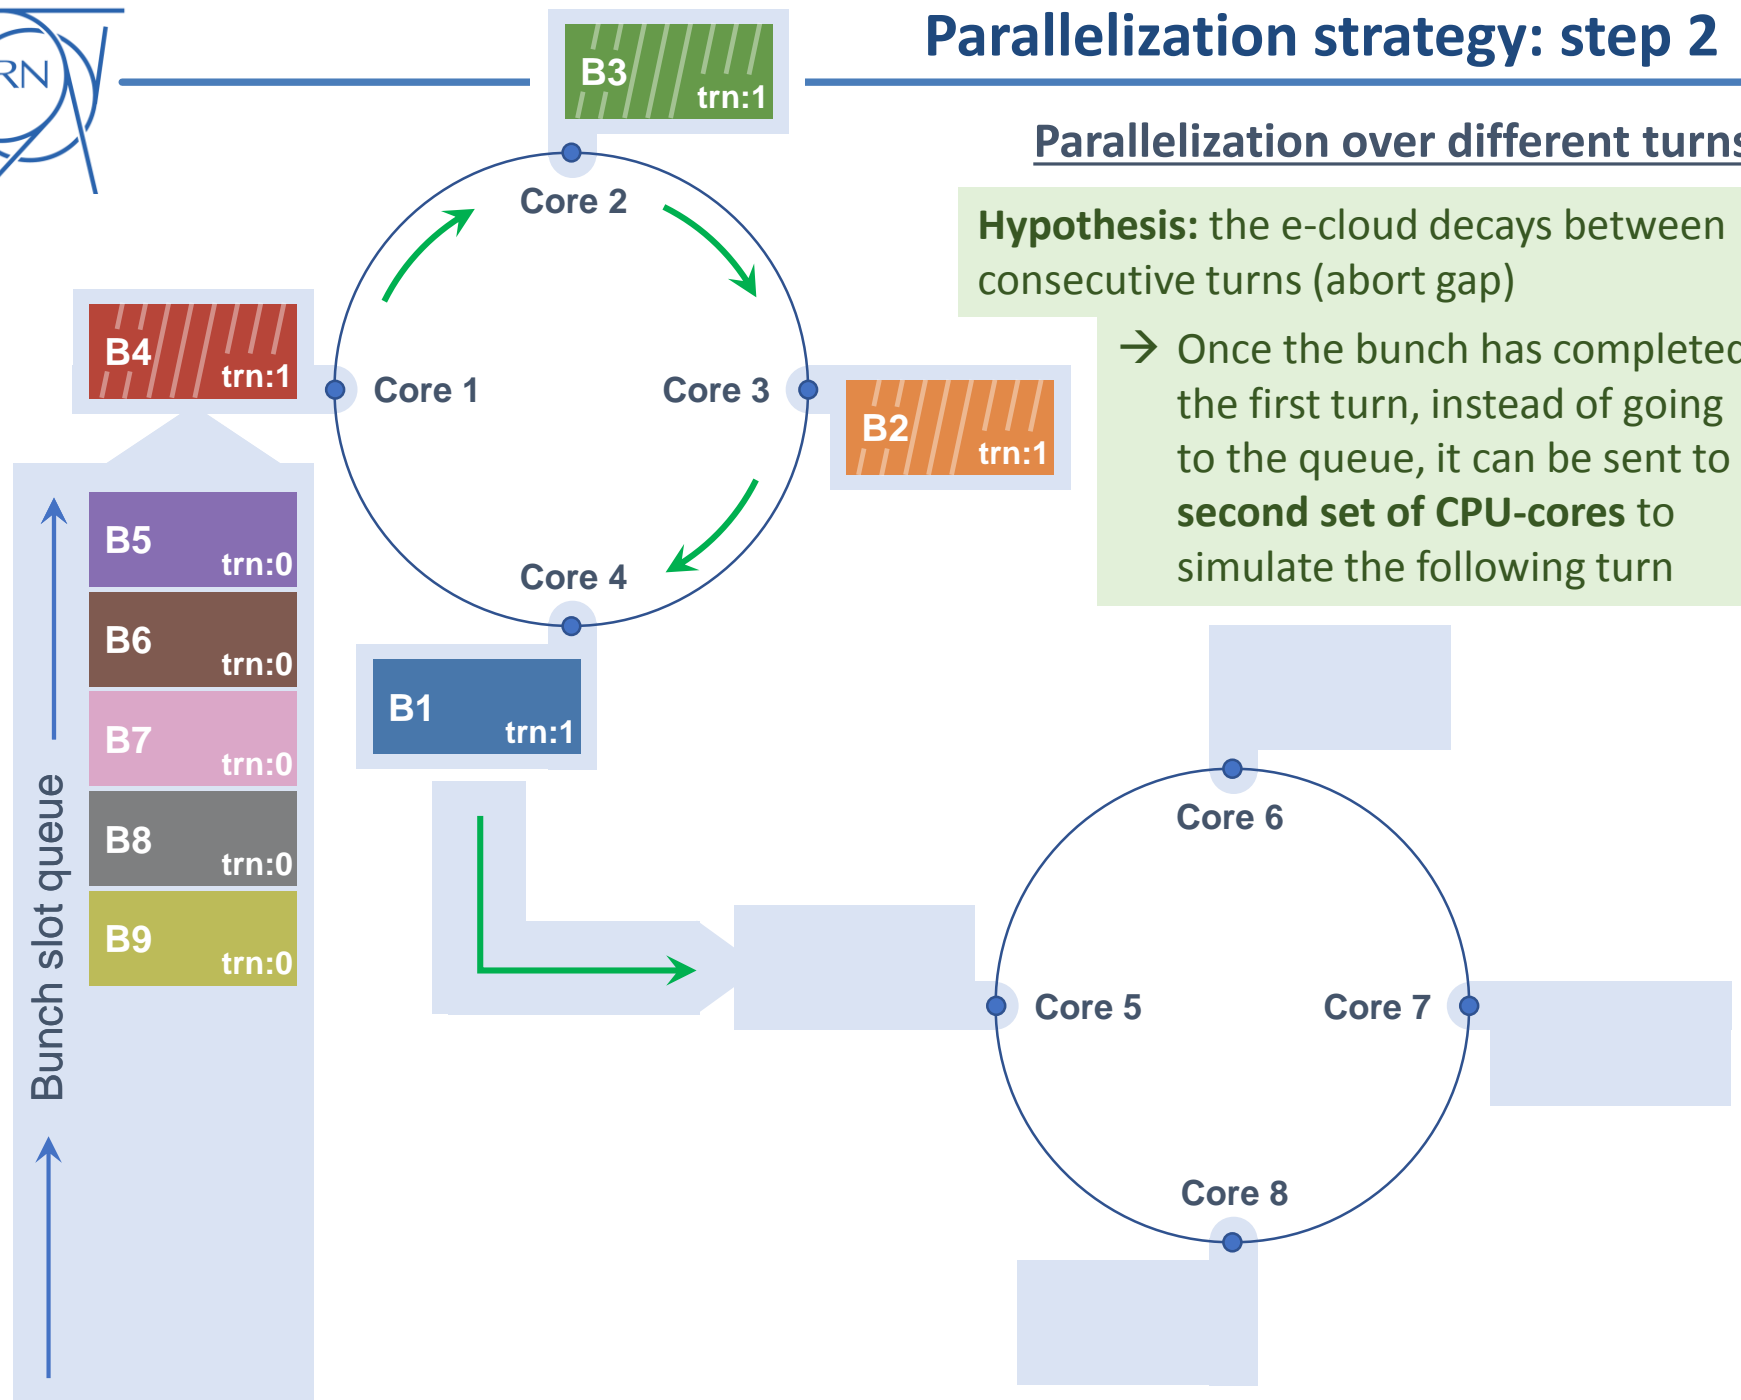 RN
Parallelization strategy: step 2
Parallelization over different turns
Hypothesis: the e-cloud decays between
consecutive turns (abort gap)
→ Once the bunch has completed
the first turn, instead of going
to the queue, it can be sent to
second set of CPU-cores to
simulate the following turn
B3
trn:1
Core 2
B4
trn:1
Core 1
Core 3
B2
trn:1
Core 4
B1
trn:1
B5
trn:0
B6
trn:0
B7
trn:0
B8
trn:0
B9
trn:0
Bunch slot queue
Core 6
Core 5
Core 7
Core 8